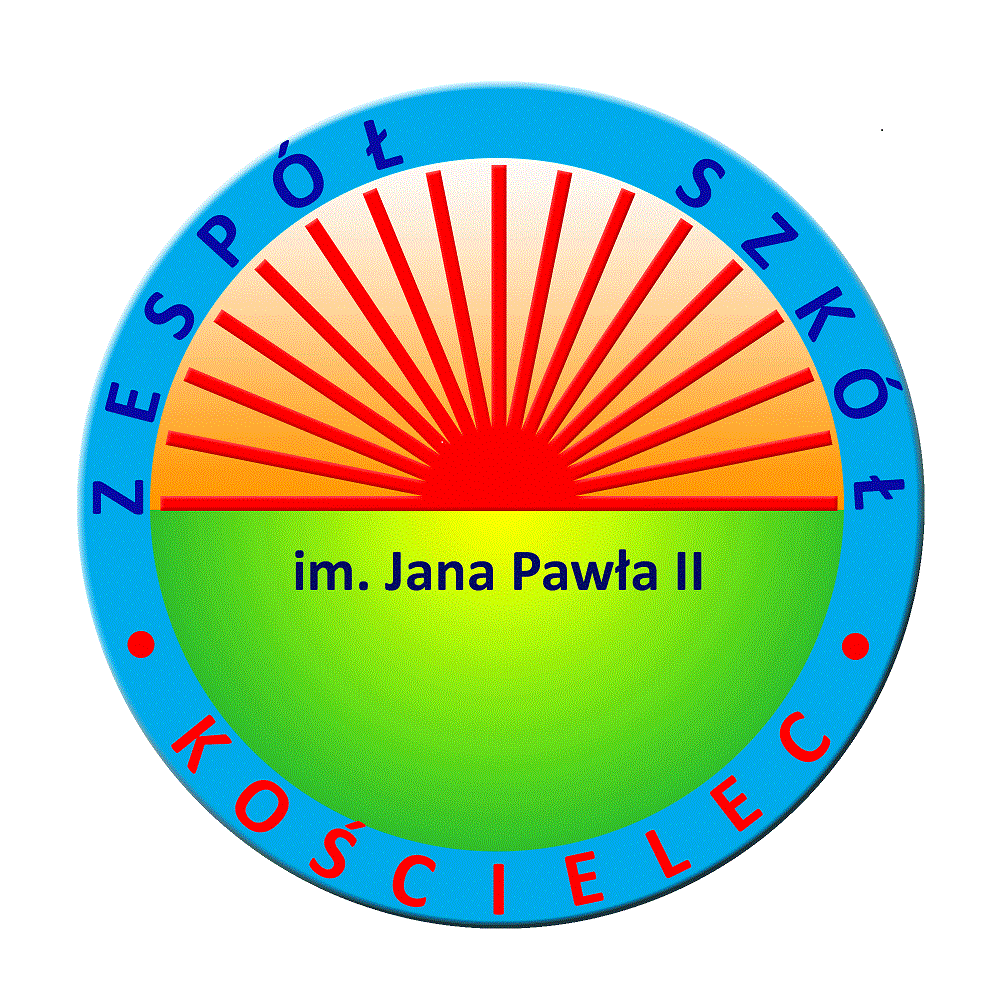 ZESPÓŁ SZKÓŁ
im. Jana Pawła II
• KOŚCIELEC •